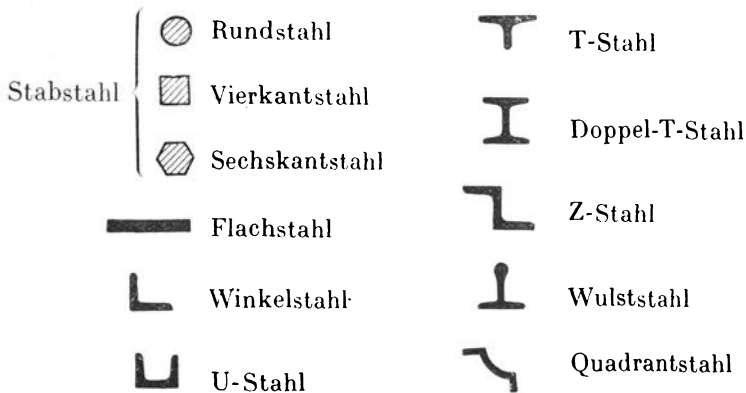 Stabstahl
Rundstahl
Vierkantstahl
Sechskantstahl
Flachstahl
Winkelstahl
U-Stahl
T-Stahl
Doppel-T-Stahl
Z-Stahl
Wulststahl
Quadrantstahl